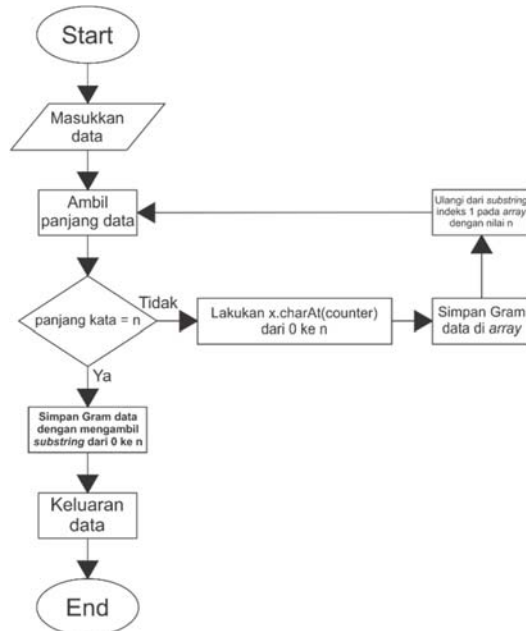 Start
Masukkan
data
Ambil
panjang data
Ulangi dari substring
indeks 1 pada array
dengan nilai n
panjang kata = n
Tidak
Lakukan x.charAt(counter)
dari 0 ke n
Simpan Gram
data di array
Ya
Simpan Gram data
dengan mengambil
substring dari 0 ke n
Keluaran
data
End